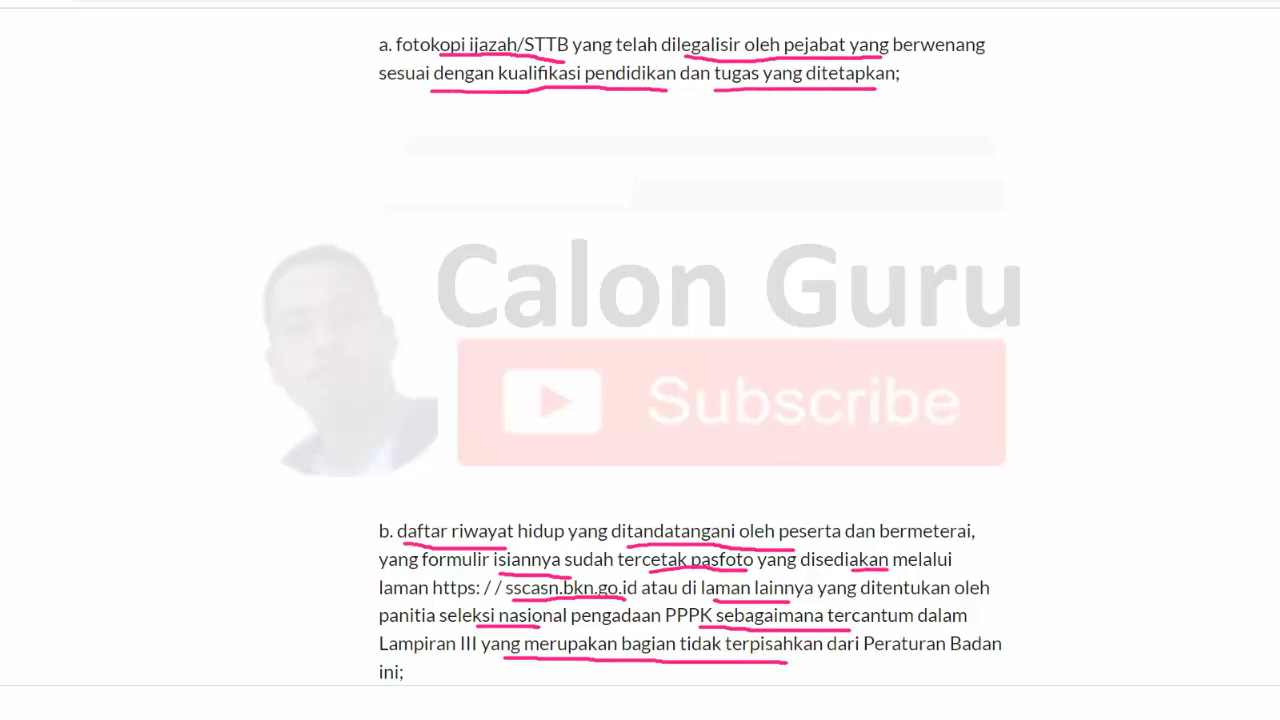 a. fotokopi ijazah/STTB yang telah dilegalisir oleh pejabat yang berwenang
sesuai dengan kualifikasi pendidikan dan tugas yang ditetapkan;
Calon Guru
Subscribe
b. daftar riwayat hidup yang ditandatangani oleh peserta dan bermeterai,
yang formulir isiannya sudah tercetak pasfoto yang disediakan melalui
laman https: / / sscasn.bkn.go.id atau di laman lainnya yang ditentukan oleh
panitia seleksi nasional pengadaan PPPK sebagaimana tercantum dalam
Lampiran III yang merupakan bagian tidak terpisahkan dari Peraturan Badan
ini;